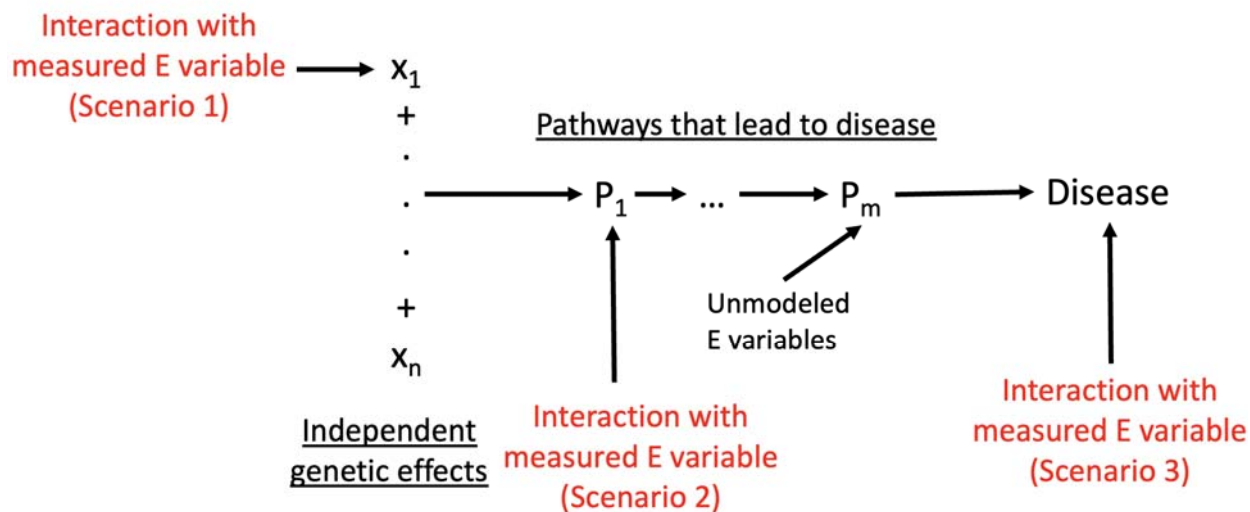 Interaction with
measured E variable
(Scenario 1)
x₁
+
.
.
.
+
xₙ
Independent
genetic effects
Pathways that lead to disease
P₁
...
Pₘ
Disease
Unmodeled
E variables
Interaction with
measured E variable
(Scenario 2)
Interaction with
measured E variable
(Scenario 3)